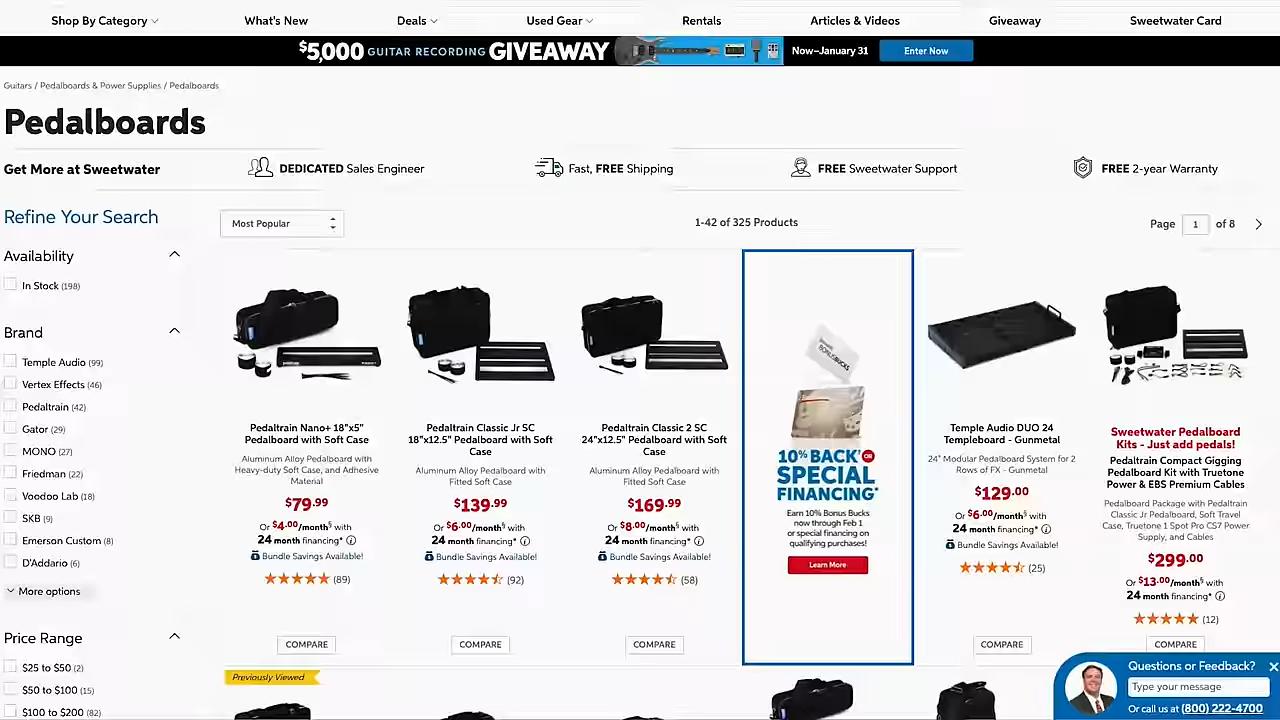 Shop By Category
What's New
Deals
Used Gear
Rentals
Articles & Videos
Giveaway
Sweetwater Card
$5,000 GUITAR RECORDING GIVEAWAY
Now–January 31
Enter Now
Guitars / Pedalboards & Power Supplies / Pedalboards
Pedalboards
Get More at Sweetwater
DEDICATED Sales Engineer
Fast, FREE Shipping
FREE Sweetwater Support
FREE 2-year Warranty
Refine Your Search
Most Popular
1-42 of 325 Products
Page 1 of 8
Availability
In Stock (198)
Brand
Temple Audio (99)
Vertex Effects (46)
Pedaltrain (42)
Gator (29)
MONO (27)
Friedman (22)
Voodoo Lab (18)
SKB (9)
Emerson Custom (8)
D'Addario (6)
More options
Price Range
$25 to $50 (2)
$50 to $100 (15)
$100 to $200 (82)
Pedaltrain Nano+ 18"x5"
Pedalboard with Soft Case
Aluminum Alloy Pedalboard with
Heavy-duty Soft Case, and Adhesive
Material
$79.99
Or $4.00/month§ with
24 month financing*
Bundle Savings Available!
(89)
COMPARE
Pedaltrain Classic Jr SC
18"x12.5" Pedalboard with Soft
Case
Aluminum Alloy Pedalboard with
Fitted Soft Case
$139.99
Or $6.00/month§ with
24 month financing*
Bundle Savings Available!
(92)
COMPARE
Pedaltrain Classic 2 SC
24"x12.5" Pedalboard with Soft
Case
Aluminum Alloy Pedalboard with
Fitted Soft Case
$169.99
Or $8.00/month§ with
24 month financing*
Bundle Savings Available!
(58)
COMPARE
BONUSBUCKS
10% BACK OR
SPECIAL
FINANCING*
Earn 10% Bonus Bucks
now through Feb 1
or special financing on
qualifying purchases!
Learn More
Temple Audio DUO 24
Templeboard - Gunmetal
24" Modular Pedalboard System for 2
Rows of FX - Gunmetal
$129.00
Or $6.00/month§ with
24 month financing*
Bundle Savings Available!
(25)
COMPARE
Sweetwater Pedalboard
Kits - Just add pedals!
Pedaltrain Compact Gigging
Pedalboard Kit with Truetone
Power & EBS Premium Cables
Pedalboard Package with Pedaltrain
Classic Jr Pedalboard, Soft Travel
Case, Truetone 1 Spot Pro CS7 Power
Supply, and Cables
$299.00
Or $13.00/month§ with
24 month financing*
(12)
COMPARE
Previously Viewed
Questions or Feedback?
Type your message
Or call us at (800) 222-4700